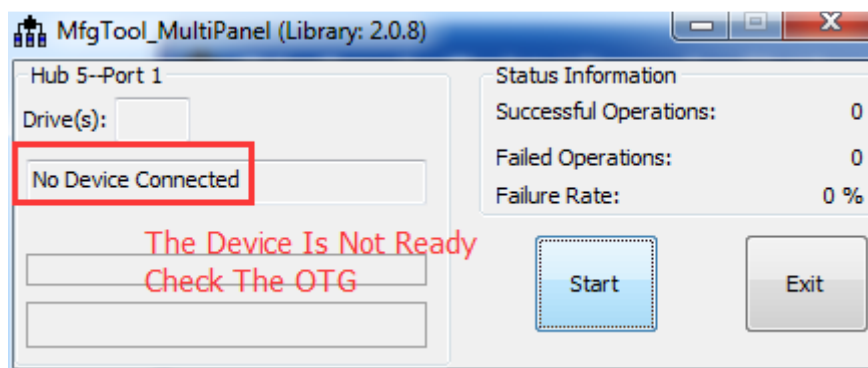 MfgTool_MultiPanel (Library: 2.0.8)
Hub 5--Port 1
Drive(s):
No Device Connected
The Device Is Not Ready
Check The OTG
Status Information
Successful Operations: 0
Failed Operations: 0
Failure Rate: 0 %
Start
Exit